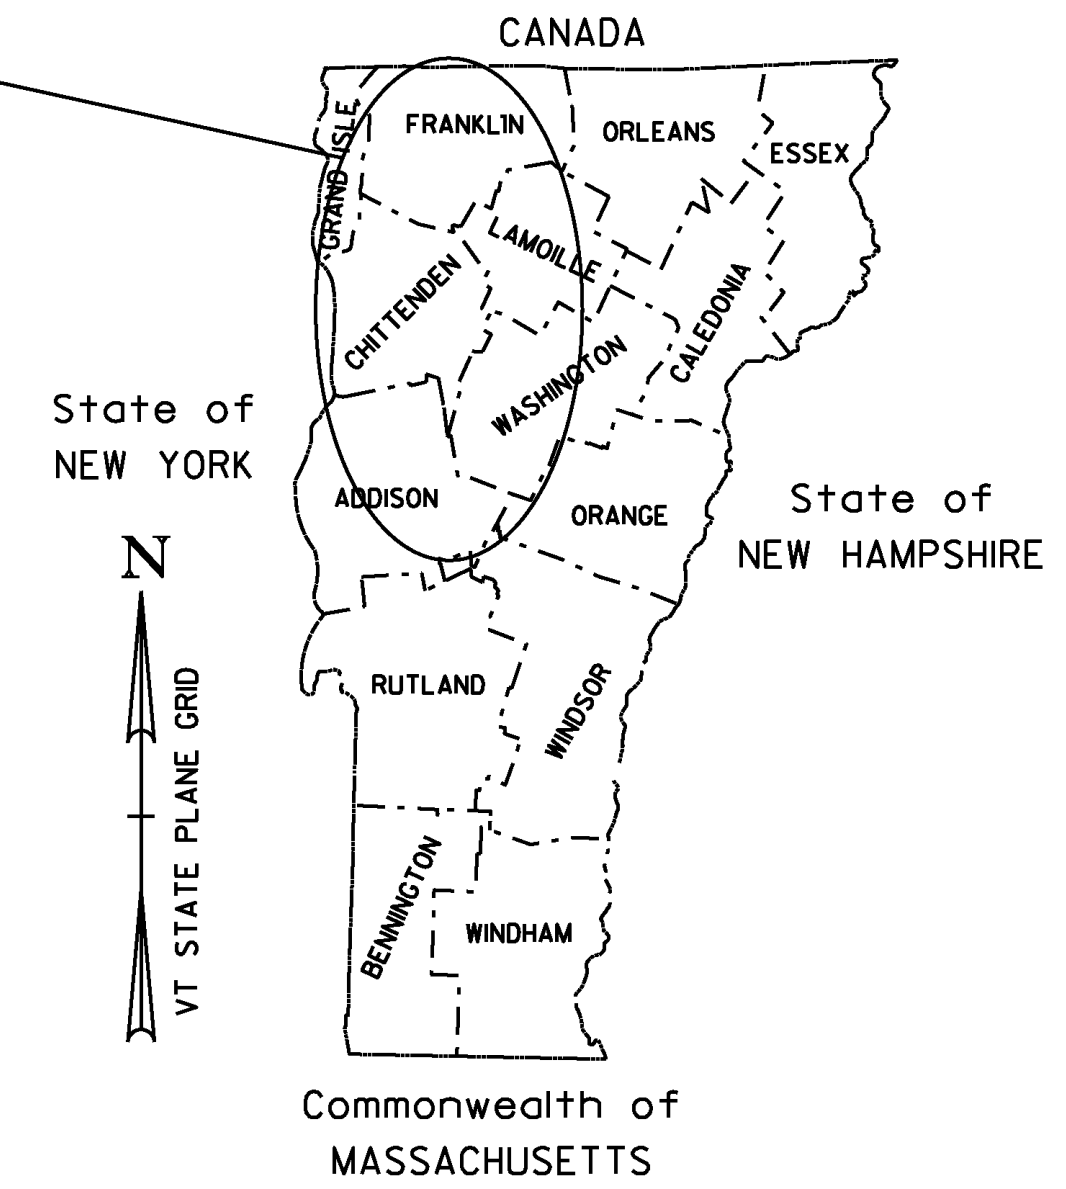 CANADA
FRANKLIN
ORLEANS
ESSEX
GRAND ISLE
LAMOILLE
CHITTENDEN
CALEDONIA
WASHINGTON
State of
NEW YORK
ADDISON
ORANGE
State of
NEW HAMPSHIRE
N
VT STATE PLANE GRID
RUTLAND
WINDSOR
BENNINGTON
WINDHAM
Commonwealth of
MASSACHUSETTS